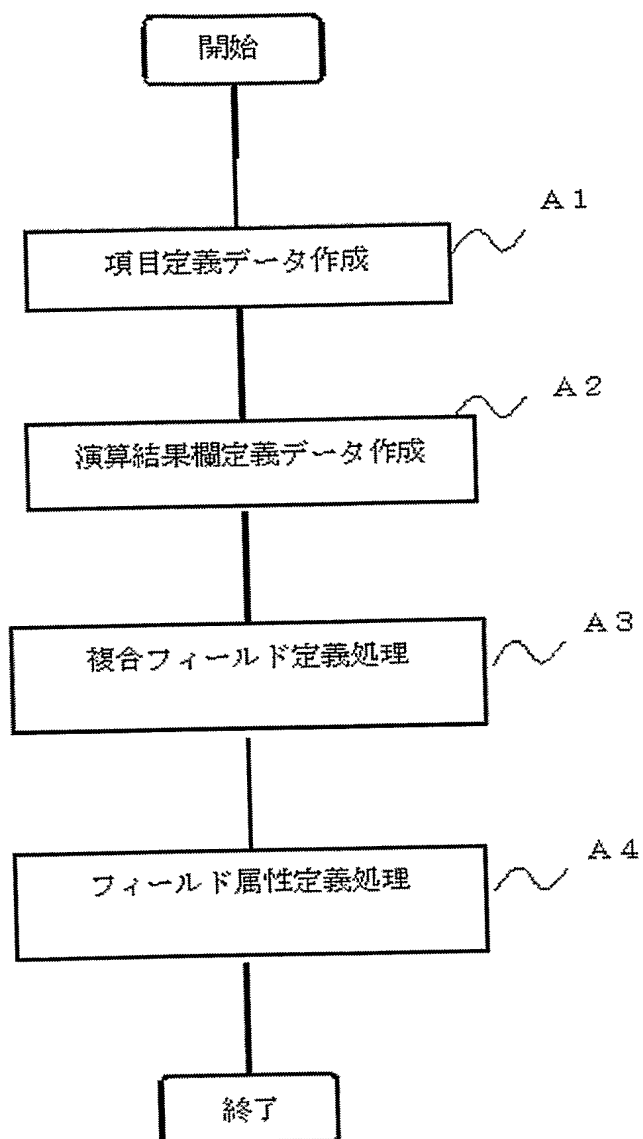 開始
A1
項目定義データ作成
A2
演算結果欄定義データ作成
A3
複合フィールド定義処理
A4
フィールド属性定義処理
終了